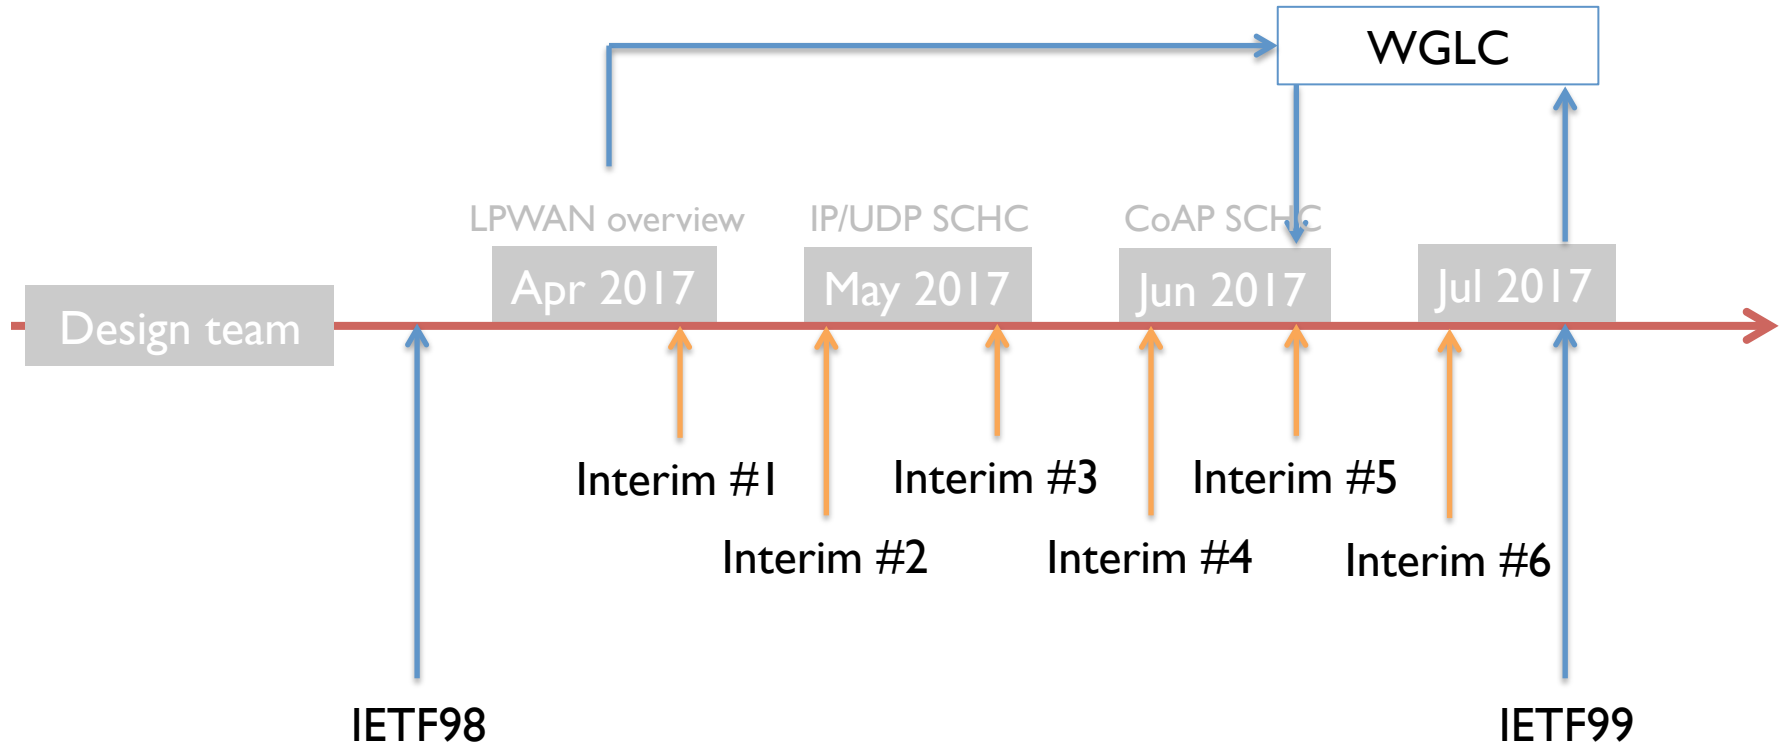 WGLC
LPWAN overview
IP/UDP SCHC
CoAP SCHC
Apr 2017
May 2017
Jun 2017
Jul 2017
Design team
Interim #1
Interim #3
Interim #5
Interim #2
Interim #4
Interim #6
IETF98
IETF99